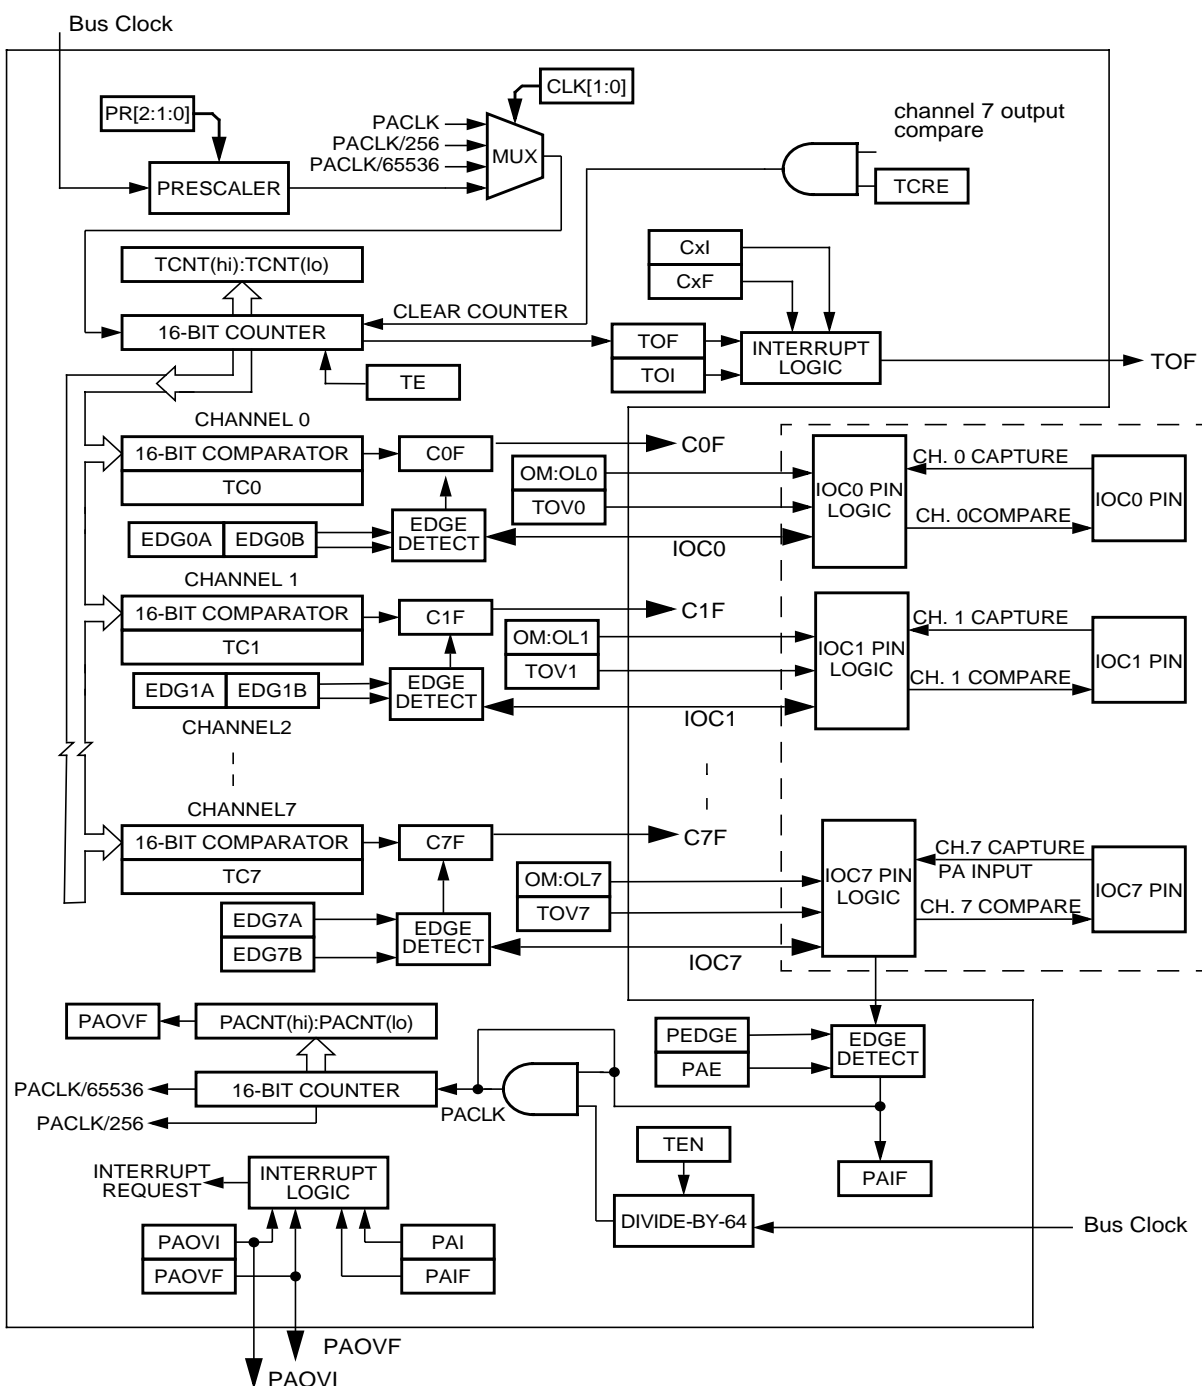 Bus Clock
CLK[1:0]
PR[2:1:0]
channel 7 output
compare
PACLK
PACLK/256
PACLK/65536
MUX
PRESCALER
TCRE
CxI
CxF
TCNT(hi):TCNT(lo)
CLEAR COUNTER
16-BIT COUNTER
TOF
TOI
INTERRUPT
LOGIC
TOF
TE
CHANNEL 0
16-BIT COMPARATOR
TC0
C0F
C0F
OM:OL0
TOV0
IOC0 PIN
LOGIC
CH. 0 CAPTURE
CH. 0COMPARE
IOC0 PIN
EDG0A
EDG0B
EDGE
DETECT
IOC0
CHANNEL 1
16-BIT COMPARATOR
TC1
C1F
C1F
OM:OL1
TOV1
IOC1 PIN
LOGIC
CH. 1 CAPTURE
CH. 1 COMPARE
IOC1 PIN
EDG1A
EDG1B
EDGE
DETECT
IOC1
CHANNEL2
CHANNEL7
16-BIT COMPARATOR
TC7
C7F
C7F
OM:OL7
TOV7
IOC7 PIN
LOGIC
CH.7 CAPTURE
PA INPUT
CH. 7 COMPARE
IOC7 PIN
EDG7A
EDG7B
EDGE
DETECT
IOC7
PAOVF
PACNT(hi):PACNT(lo)
PEDGE
PAE
EDGE
DETECT
PACLK/65536
16-BIT COUNTER
PACLK
PACLK/256
TEN
PAIF
INTERRUPT
REQUEST
INTERRUPT
LOGIC
DIVIDE-BY-64
Bus Clock
PAOVI
PAOVF
PAI
PAIF
PAOVF
PAOVI